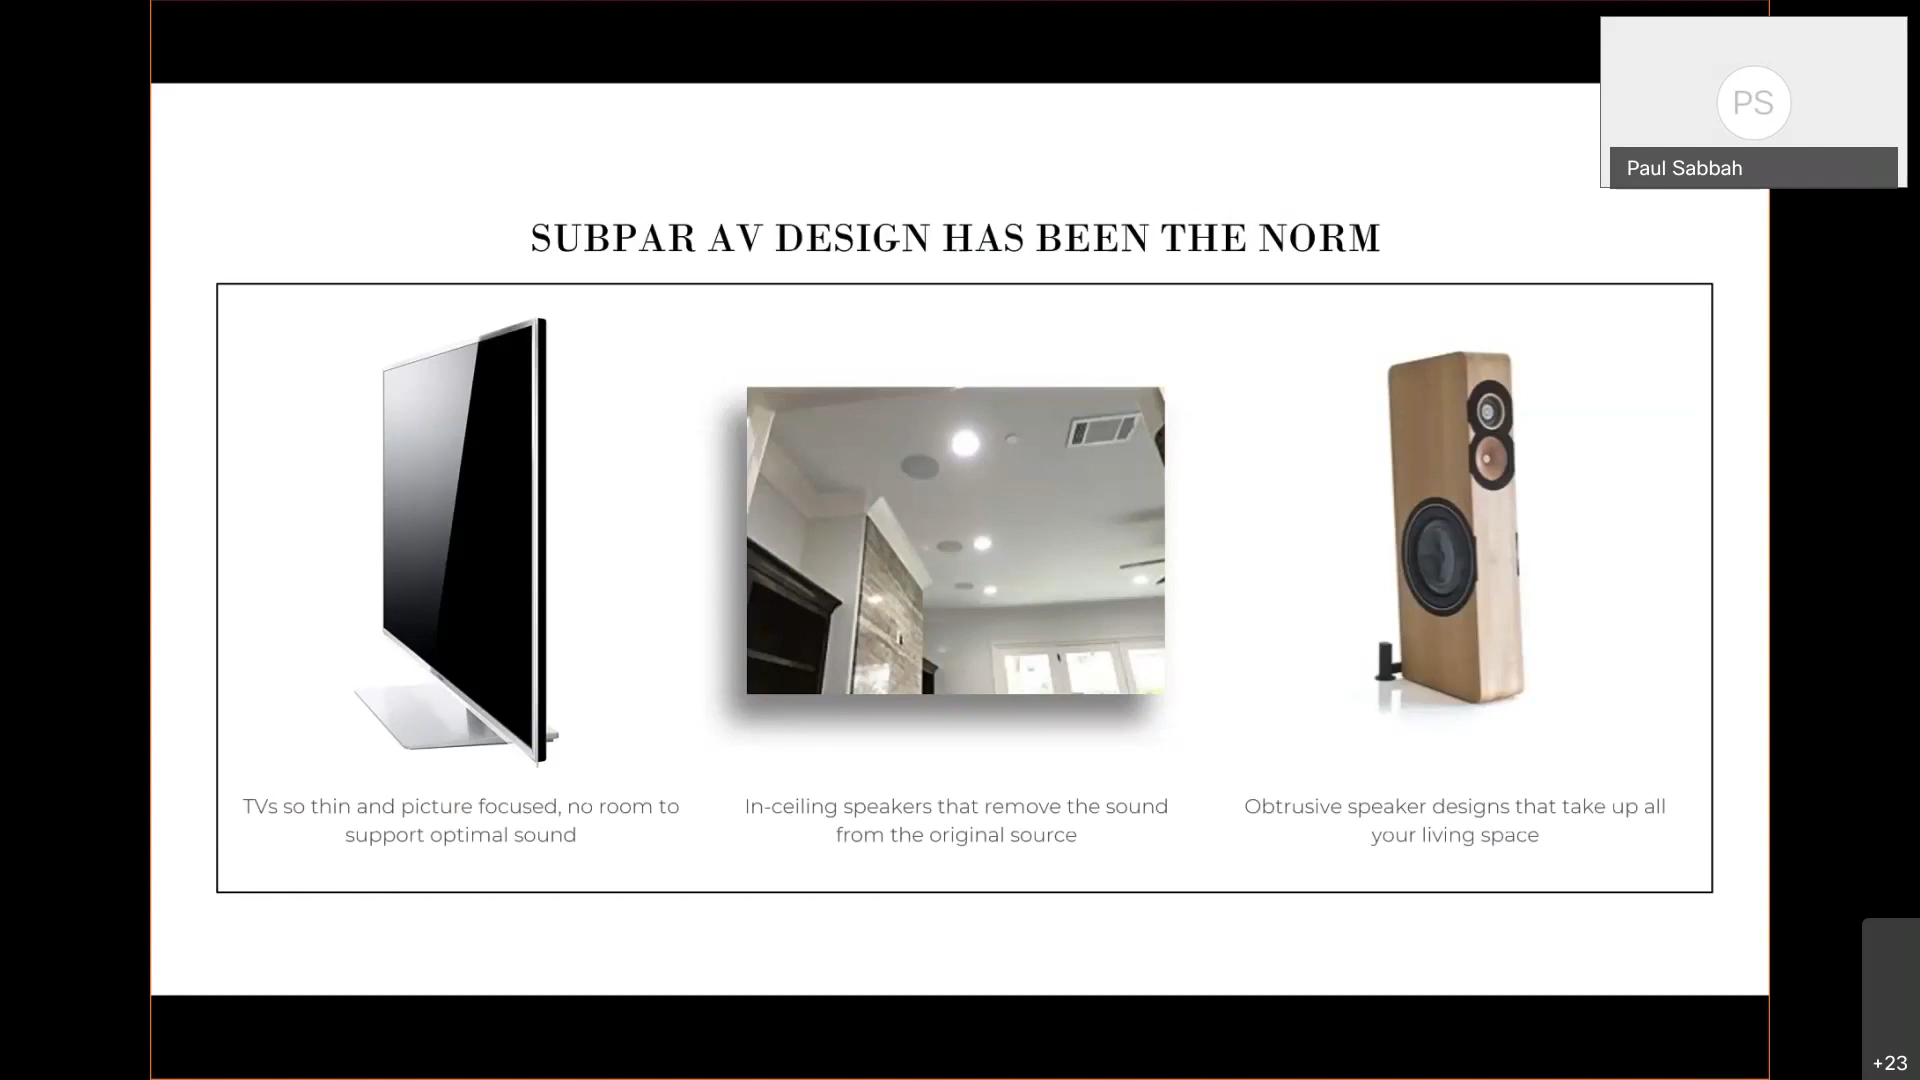 PS
Paul Sabbah
SUBPAR AV DESIGN HAS BEEN THE NORM
TVs so thin and picture focused, no room to
support optimal sound
In-ceiling speakers that remove the sound
from the original source
Obtrusive speaker designs that take up all
your living space
+23